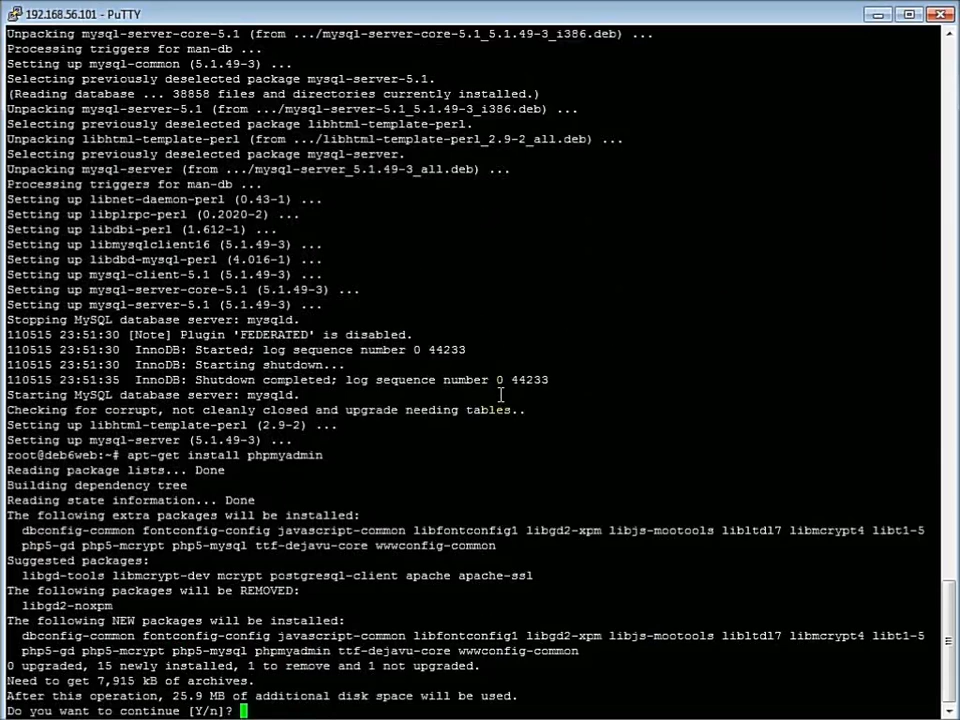 192.168.56.101 - PuTTY
Unpacking mysql-server-core-5.1 (from .../mysql-server-core-5.1_5.1.49-3_i386.deb) ...
Processing triggers for man-db ...
Setting up mysql-common (5.1.49-3) ...
Selecting previously deselected package mysql-server-5.1.
(Reading database ... 38858 files and directories currently installed.)
Unpacking mysql-server-5.1 (from .../mysql-server-5.1_5.1.49-3_i386.deb) ...
Selecting previously deselected package libhtml-template-perl.
Unpacking libhtml-template-perl (from .../libhtml-template-perl_2.9-2_all.deb) ...
Selecting previously deselected package mysql-server.
Unpacking mysql-server (from .../mysql-server_5.1.49-3_all.deb) ...
Processing triggers for man-db ...
Setting up libnet-daemon-perl (0.43-1) ...
Setting up libplrpc-perl (0.2020-2) ...
Setting up libdbi-perl (1.612-1) ...
Setting up libmysqlclient16 (5.1.49-3) ...
Setting up libdbd-mysql-perl (4.016-1) ...
Setting up mysql-client-5.1 (5.1.49-3) ...
Setting up mysql-server-core-5.1 (5.1.49-3) ...
Setting up mysql-server-5.1 (5.1.49-3) ...
Stopping MySQL database server: mysqld.
110515 23:51:30 [Note] Plugin 'FEDERATED' is disabled.
110515 23:51:30  InnoDB: Started; log sequence number 0 44233
110515 23:51:30  InnoDB: Starting shutdown...
110515 23:51:35  InnoDB: Shutdown completed; log sequence number 0 44233
Starting MySQL database server: mysqld.
Checking for corrupt, not cleanly closed and upgrade needing tables..
Setting up libhtml-template-perl (2.9-2) ...
Setting up mysql-server (5.1.49-3) ...
root@deb6web:~# apt-get install phpmyadmin
Reading package lists... Done
Building dependency tree
Reading state information... Done
The following extra packages will be installed:
dbconfig-common fontconfig-config javascript-common libfontconfig1 libgd2-xpm libjs-mootools libltdl7 libmcrypt4 libt1-5
php5-gd php5-mcrypt php5-mysql ttf-dejavu-core wwwconfig-common
Suggested packages:
libgd-tools libmcrypt-dev mcrypt postgresql-client apache apache-ssl
The following packages will be REMOVED:
libgd2-noxpm
The following NEW packages will be installed:
dbconfig-common fontconfig-config javascript-common libfontconfig1 libgd2-xpm libjs-mootools libltdl7 libmcrypt4 libt1-5
php5-gd php5-mcrypt php5-mysql phpmyadmin ttf-dejavu-core wwwconfig-common
0 upgraded, 15 newly installed, 1 to remove and 1 not upgraded.
Need to get 7,915 kB of archives.
After this operation, 25.9 MB of additional disk space will be used.
Do you want to continue [Y/n]?